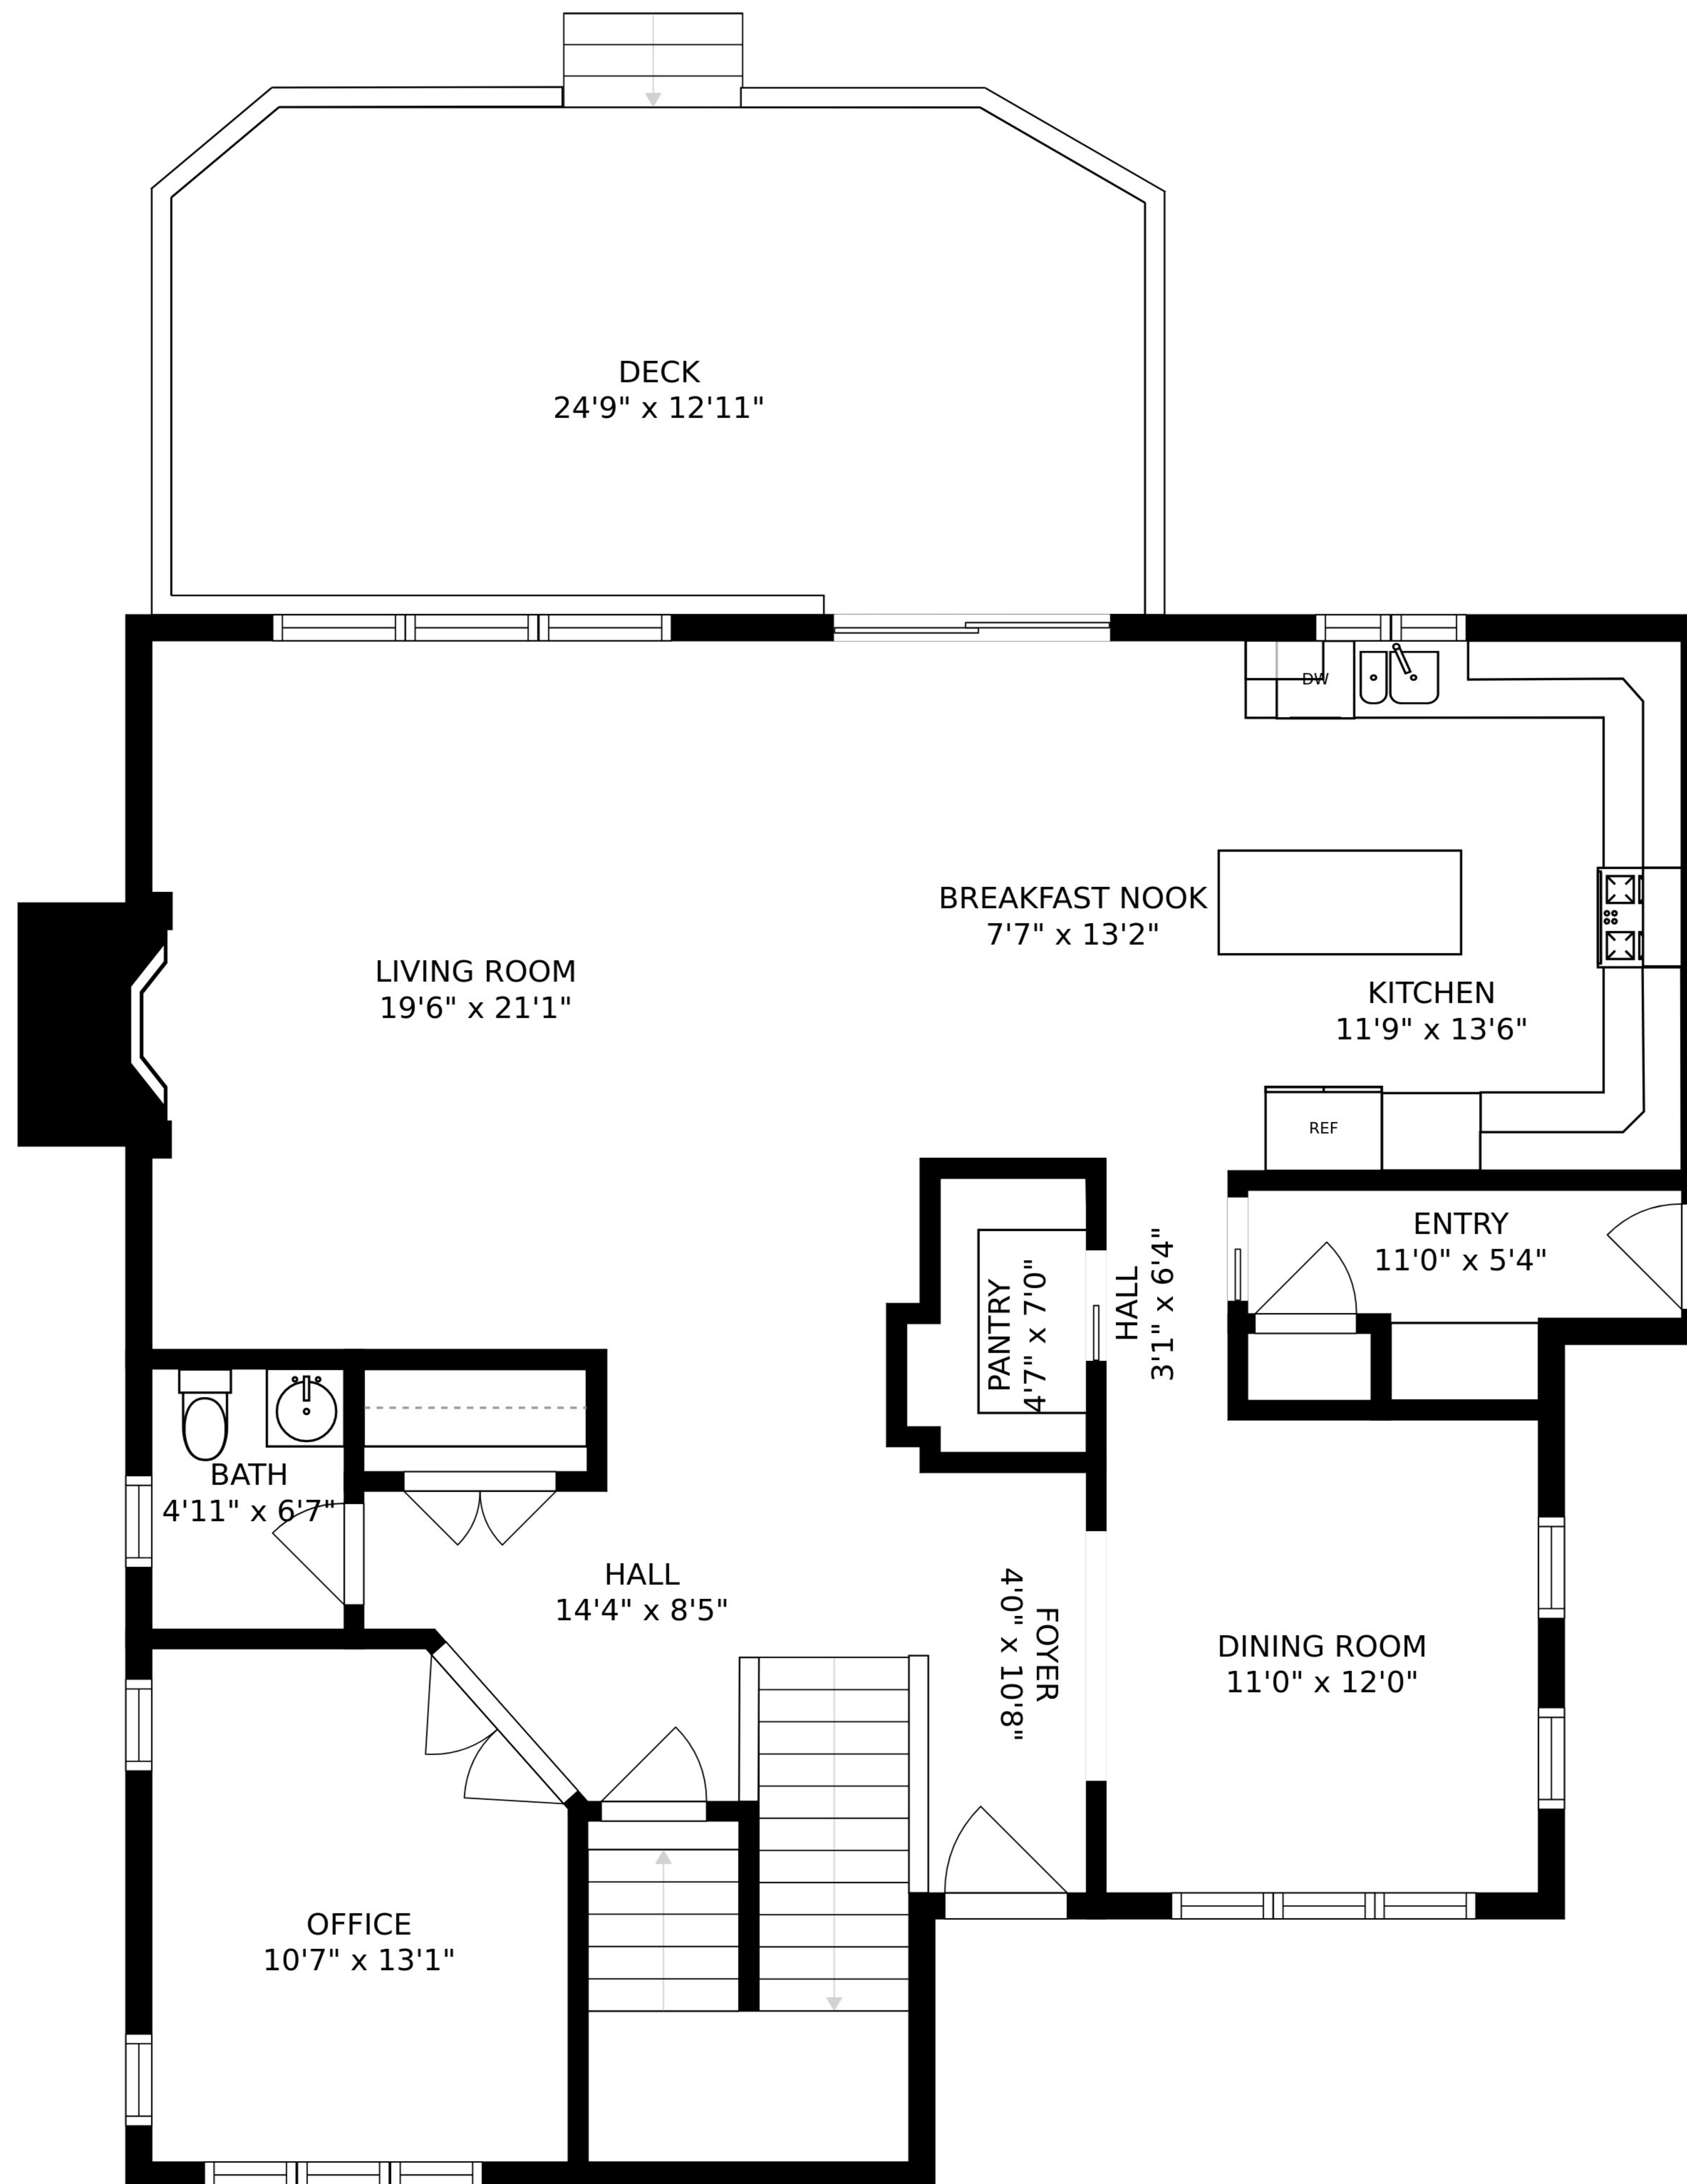 DECK
24'9" x 12'11"
DW
BREAKFAST NOOK
7'7" x 13'2"
LIVING ROOM
19'6" x 21'1"
KITCHEN
11'9" x 13'6"
REF
ENTRY
11'0" x 5'4"
PANTRY
4'7" x 7'0"
HALL
3'1" x 6'4"
BATH
4'11" x 6'7"
HALL
14'4" x 8'5"
FOYER
4'0" x 10'8"
DINING ROOM
11'0" x 12'0"
OFFICE
10'7" x 13'1"